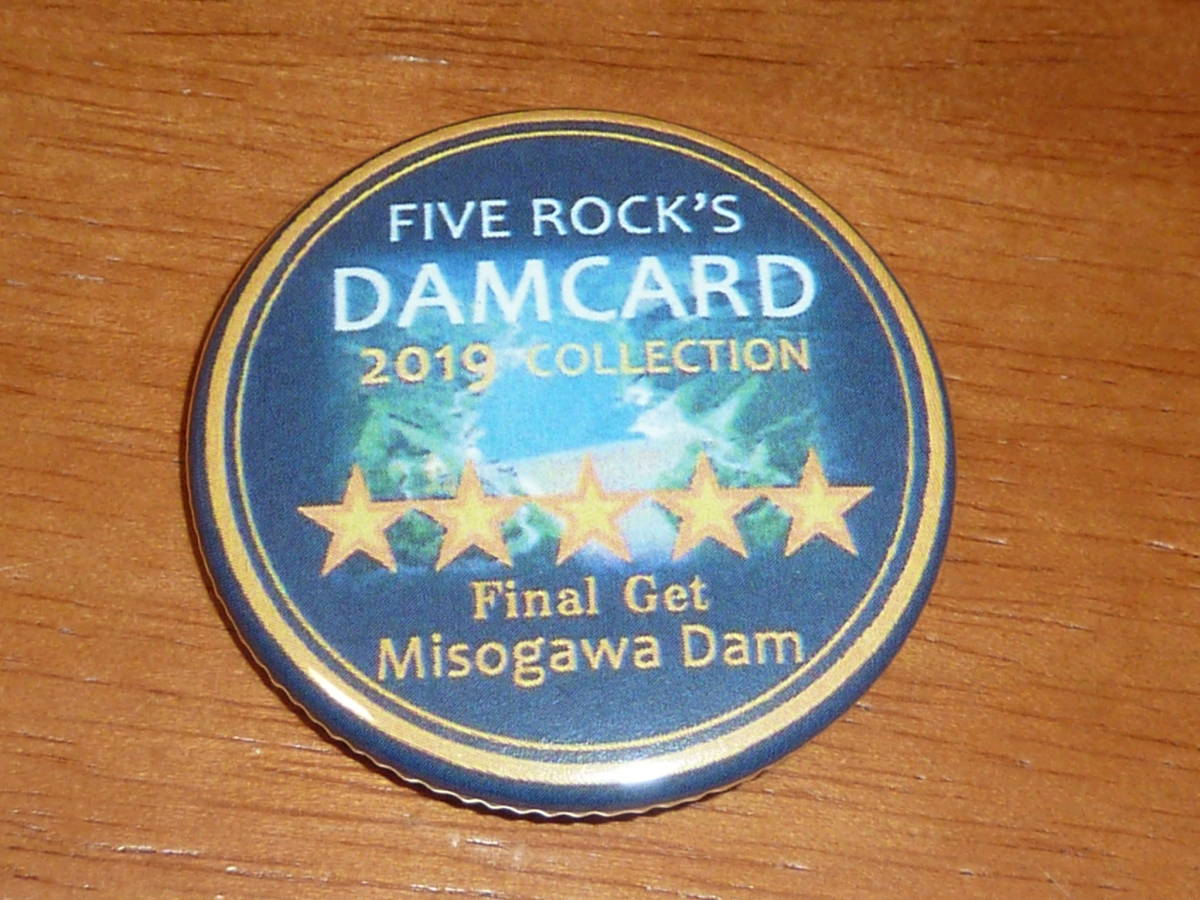 FIVE ROCK'S
DAMCARD
2019 COLLECTION
Final Get
Misogawa Dam